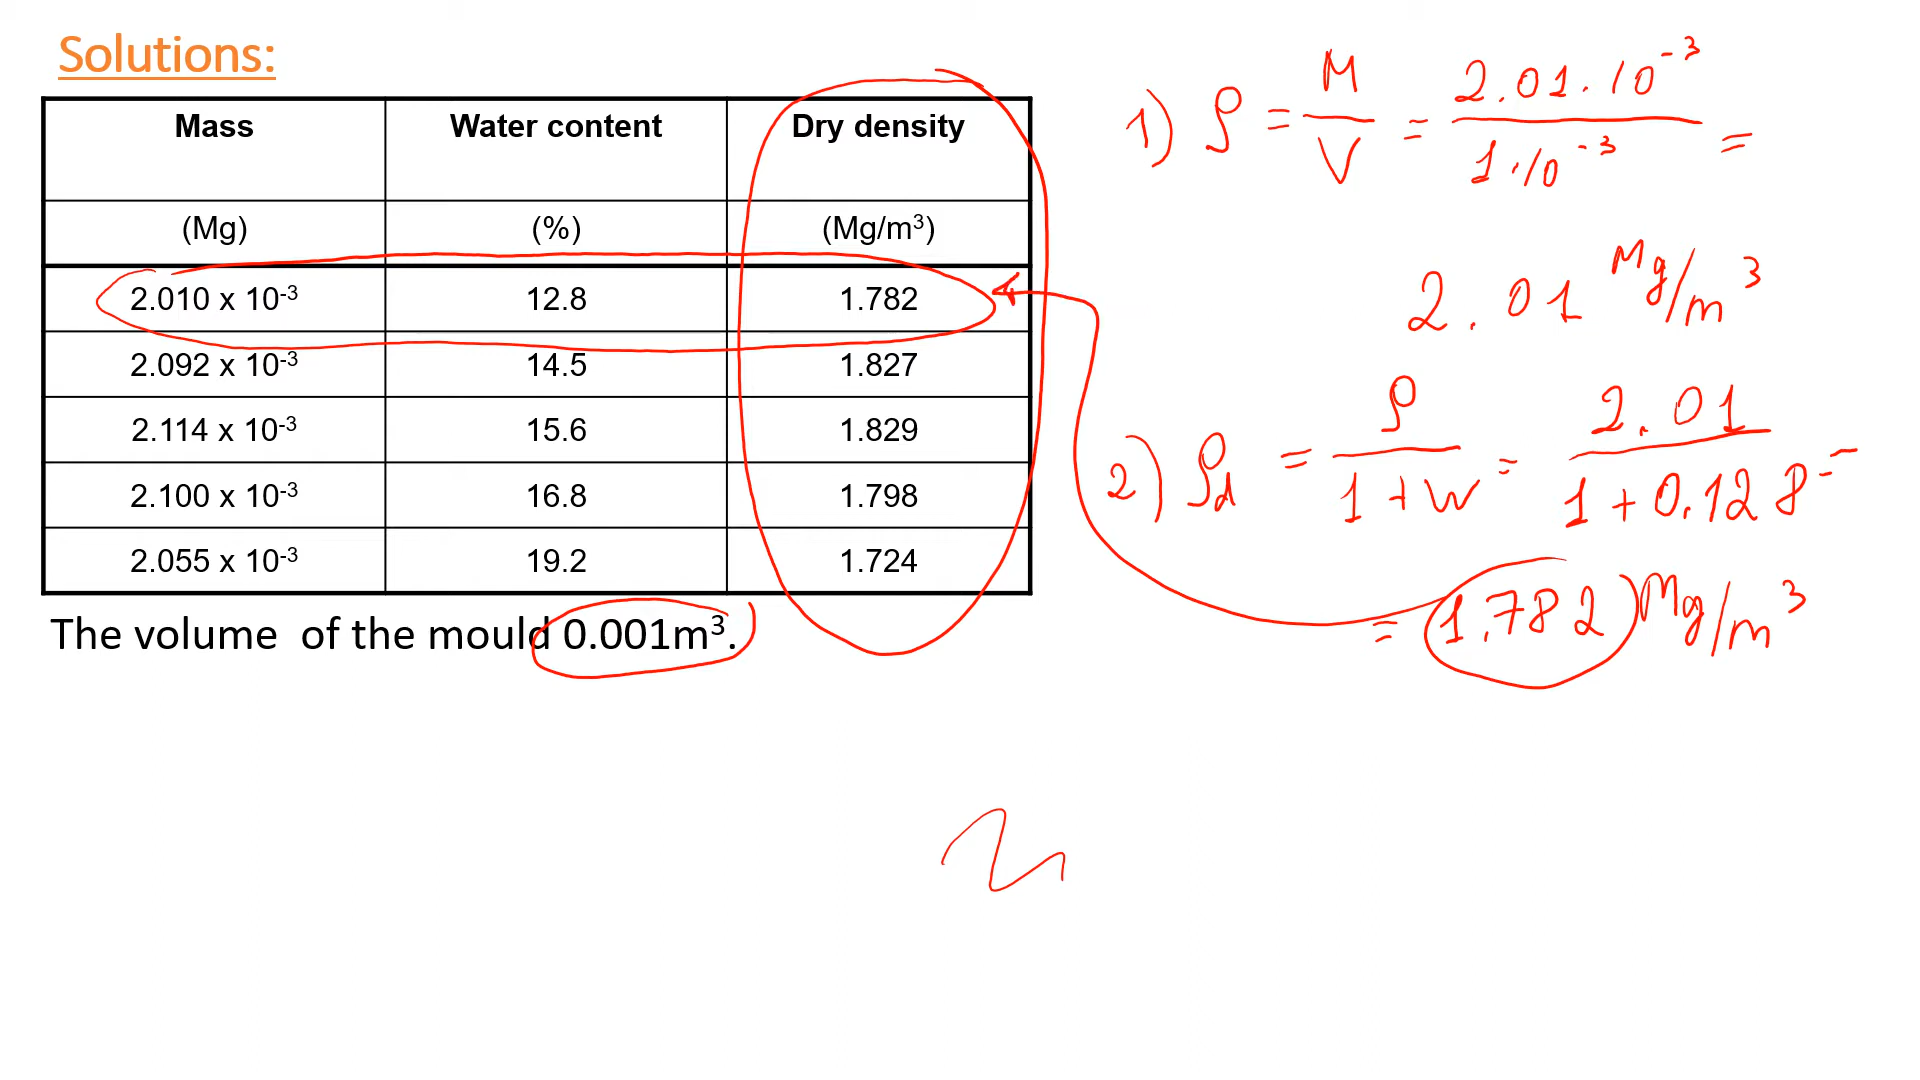 Solutions:
Mass Water content Dry density
(Mg) (%) (Mg/m³)
2.010 x 10⁻³ 12.8 1.782
2.092 x 10⁻³ 14.5 1.827
2.114 x 10⁻³ 15.6 1.829
2.100 x 10⁻³ 16.8 1.798
2.055 x 10⁻³ 19.2 1.724
The volume of the mould 0.001m³.
1) ρ = M/V = 2.01·10⁻³ / 1·10⁻³ =
2.01 Mg/m³
2) ρd = ρ / 1+w = 2.01 / 1+0.128 =
= 1.782 Mg/m³